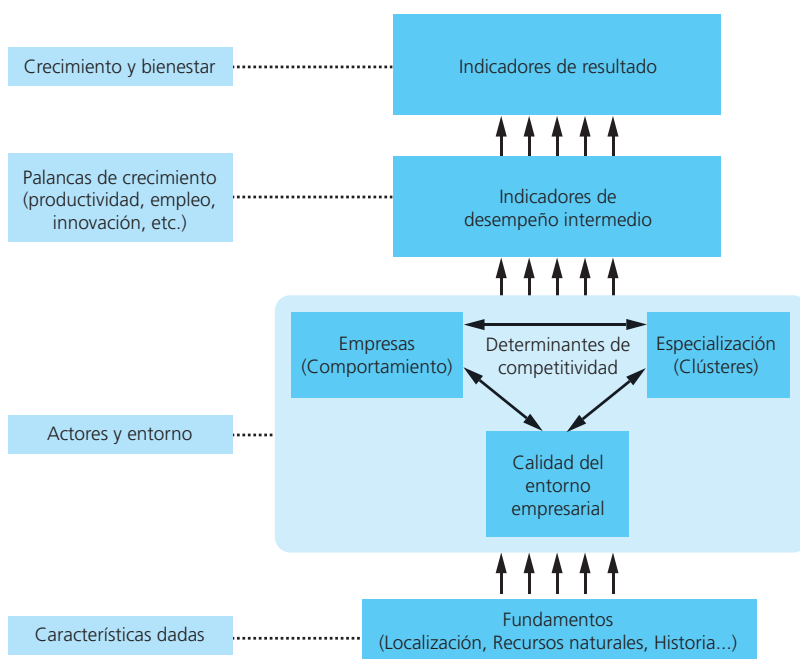 Crecimiento y bienestar
Indicadores de resultado
Palancas de crecimiento
(productividad, empleo,
innovación, etc.)
Indicadores de
desempeño intermedio
Empresas
(Comportamiento)
Determinantes de
competitividad
Especialización
(Clústeres)
Actores y entorno
Calidad del
entorno
empresarial
Características dadas
Fundamentos
(Localización, Recursos naturales, Historia...)